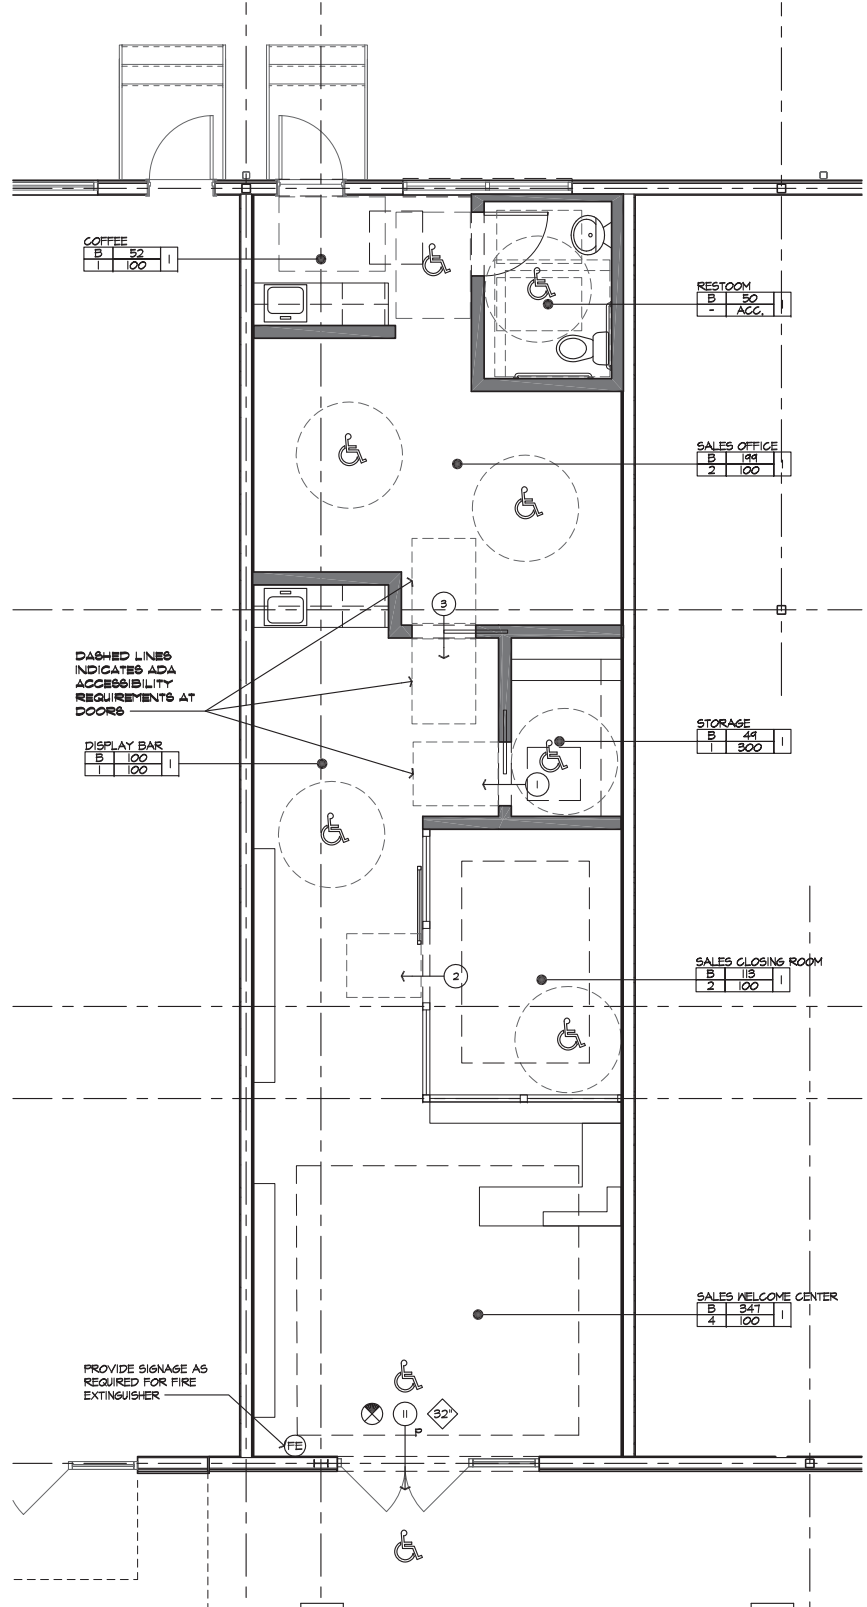 COFFEE
B 52 1
1 100
RESTOOM
B 50 1
- ACC.
SALES OFFICE
B 199 1
2 100
3
DASHED LINES
INDICATES ADA
ACCESSIBILITY
REQUIREMENTS AT
DOORS
STORAGE
B 49 1
1 300
DISPLAY BAR
B 100 1
1 100
1
2
SALES CLOSING ROOM
B 113 1
2 100
SALES WELCOME CENTER
B 347 1
4 100
PROVIDE SIGNAGE AS
REQUIRED FOR FIRE
EXTINGUISHER
11
32"
P
FE